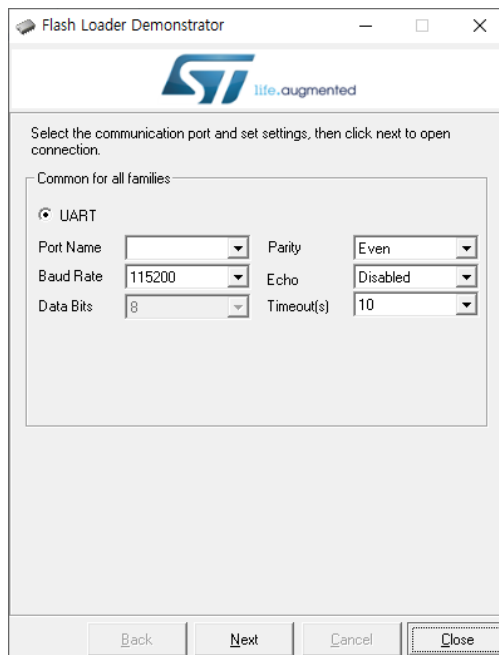 Flash Loader Demonstrator
ST life.augmented
Select the communication port and set settings, then click next to open
connection.
Common for all families
UART
Port Name Parity Even
Baud Rate 115200 Echo Disabled
Data Bits 8 Timeout(s) 10
Back Next Cancel Close